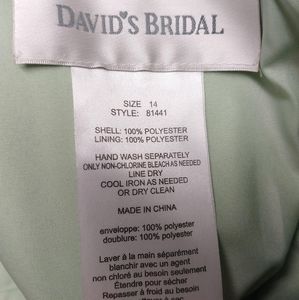 DAVID'S BRIDAL
SIZE 14
STYLE: 81441
SHELL: 100% POLYESTER
LINING: 100% POLYESTER
HAND WASH SEPARATELY
ONLY NON-CHLORINE BLEACH AS NEEDED
LINE DRY
COOL IRON AS NEEDED
OR DRY CLEAN
MADE IN CHINA
enveloppe: 100% polyester
doublure: 100% polyester
Laver à la main séparément
blanchir avec un agent
non chloré au besoin seulement
Étendre pour sécher
Repasser à froid au besoin